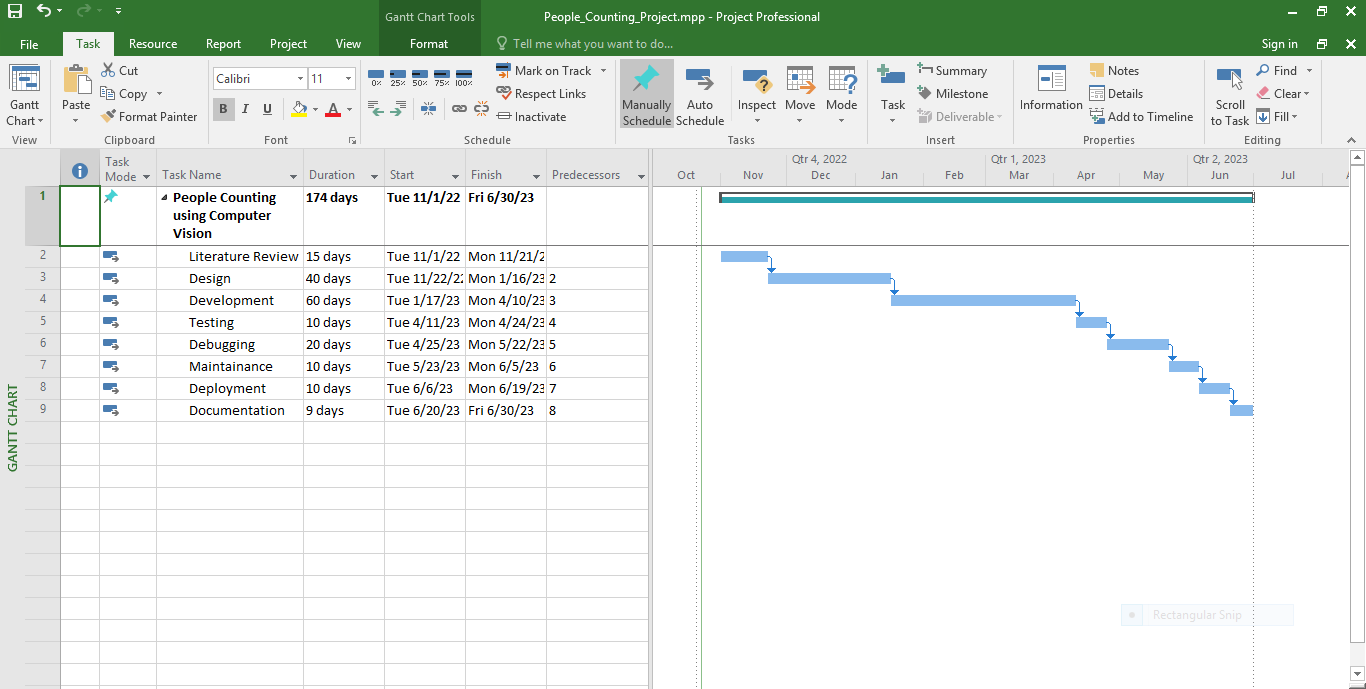 Gantt Chart Tools
People_Counting_Project.mpp - Project Professional
File Task Resource Report Project View Format Tell me what you want to do... Sign in
Gantt Chart
View
Paste
Cut
Copy
Format Painter
Clipboard
Calibri 11
B I U A
Font
0% 25% 50% 75% 100%
Mark on Track
Respect Links
Inactivate
Schedule
Manually Schedule
Auto Schedule
Inspect
Move
Mode
Tasks
Task
Summary
Milestone
Deliverable
Insert
Information
Notes
Details
Add to Timeline
Properties
Scroll to Task
Find
Clear
Fill
Editing
Task Mode Task Name Duration Start Finish Predecessors
Qtr 4, 2022 Qtr 1, 2023 Qtr 2, 2023
Oct Nov Dec Jan Feb Mar Apr May Jun Jul
1 People Counting using Computer Vision 174 days Tue 11/1/22 Fri 6/30/23
2 Literature Review 15 days Tue 11/1/22 Mon 11/21/2
3 Design 40 days Tue 11/22/22 Mon 1/16/23 2
4 Development 60 days Tue 1/17/23 Mon 4/10/23 3
5 Testing 10 days Tue 4/11/23 Mon 4/24/23 4
6 Debugging 20 days Tue 4/25/23 Mon 5/22/23 5
7 Maintainance 10 days Tue 5/23/23 Mon 6/5/23 6
8 Deployment 10 days Tue 6/6/23 Mon 6/19/23 7
9 Documentation 9 days Tue 6/20/23 Fri 6/30/23 8
GANTT CHART
Rectangular Snip